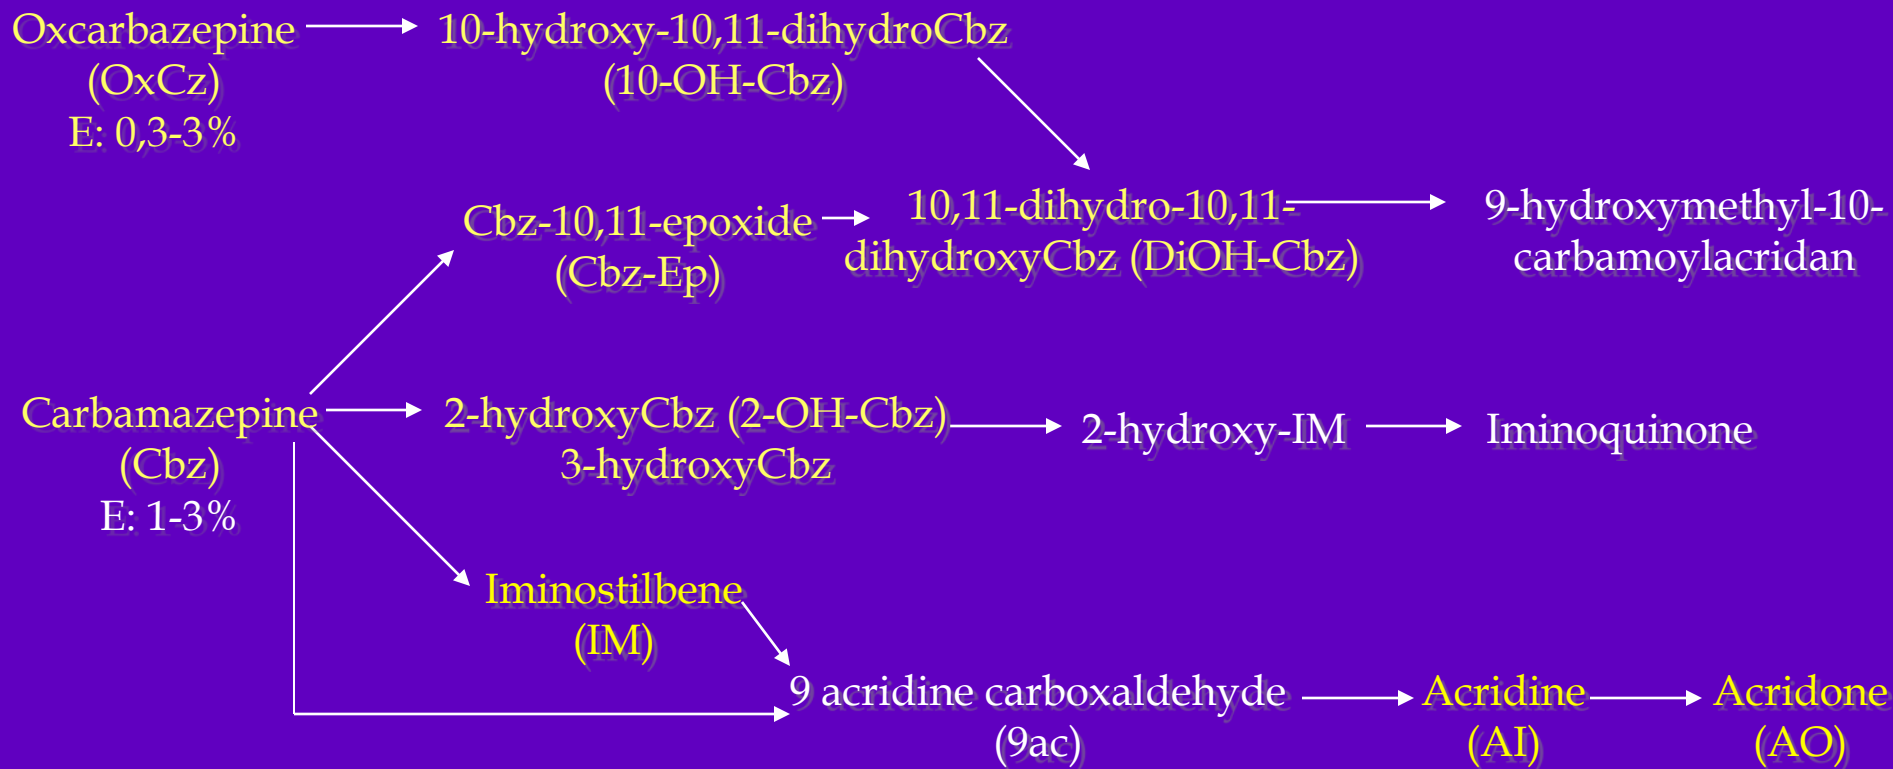 Oxcarbazepine
(OxCz)
E: 0,3-3%
10-hydroxy-10,11-dihydroCbz
(10-OH-Cbz)
Cbz-10,11-epoxide
(Cbz-Ep)
10,11-dihydro-10,11-
dihydroxyCbz (DiOH-Cbz)
9-hydroxymethyl-10-
carbamoylacridan
Carbamazepine
(Cbz)
E: 1-3%
2-hydroxyCbz (2-OH-Cbz)
3-hydroxyCbz
2-hydroxy-IM
Iminoquinone
Iminostilbene
(IM)
9 acridine carboxaldehyde
(9ac)
Acridine
(AI)
Acridone
(AO)